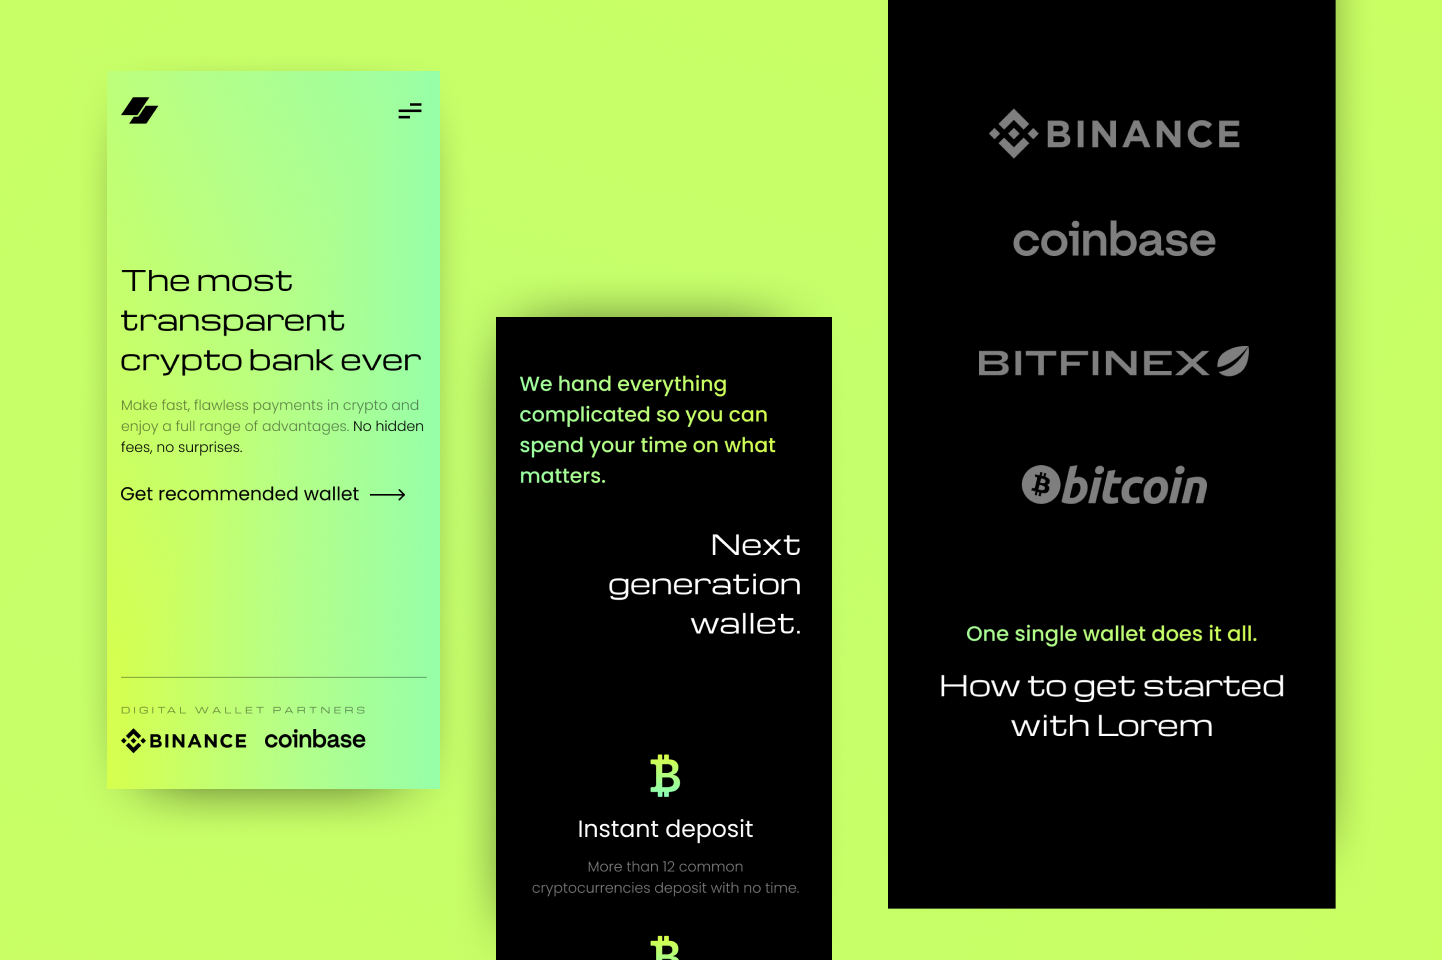 The most
transparent
crypto bank ever
Make fast, flawless payments in crypto and
enjoy a full range of advantages. No hidden
fees, no surprises.
Get recommended wallet
DIGITAL WALLET PARTNERS
BINANCE coinbase
We hand everything
complicated so you can
spend your time on what
matters.
Next
generation
wallet.
Instant deposit
More than 12 common
cryptocurrencies deposit with no time.
BINANCE
coinbase
BITFINEX
bitcoin
One single wallet does it all.
How to get started
with Lorem